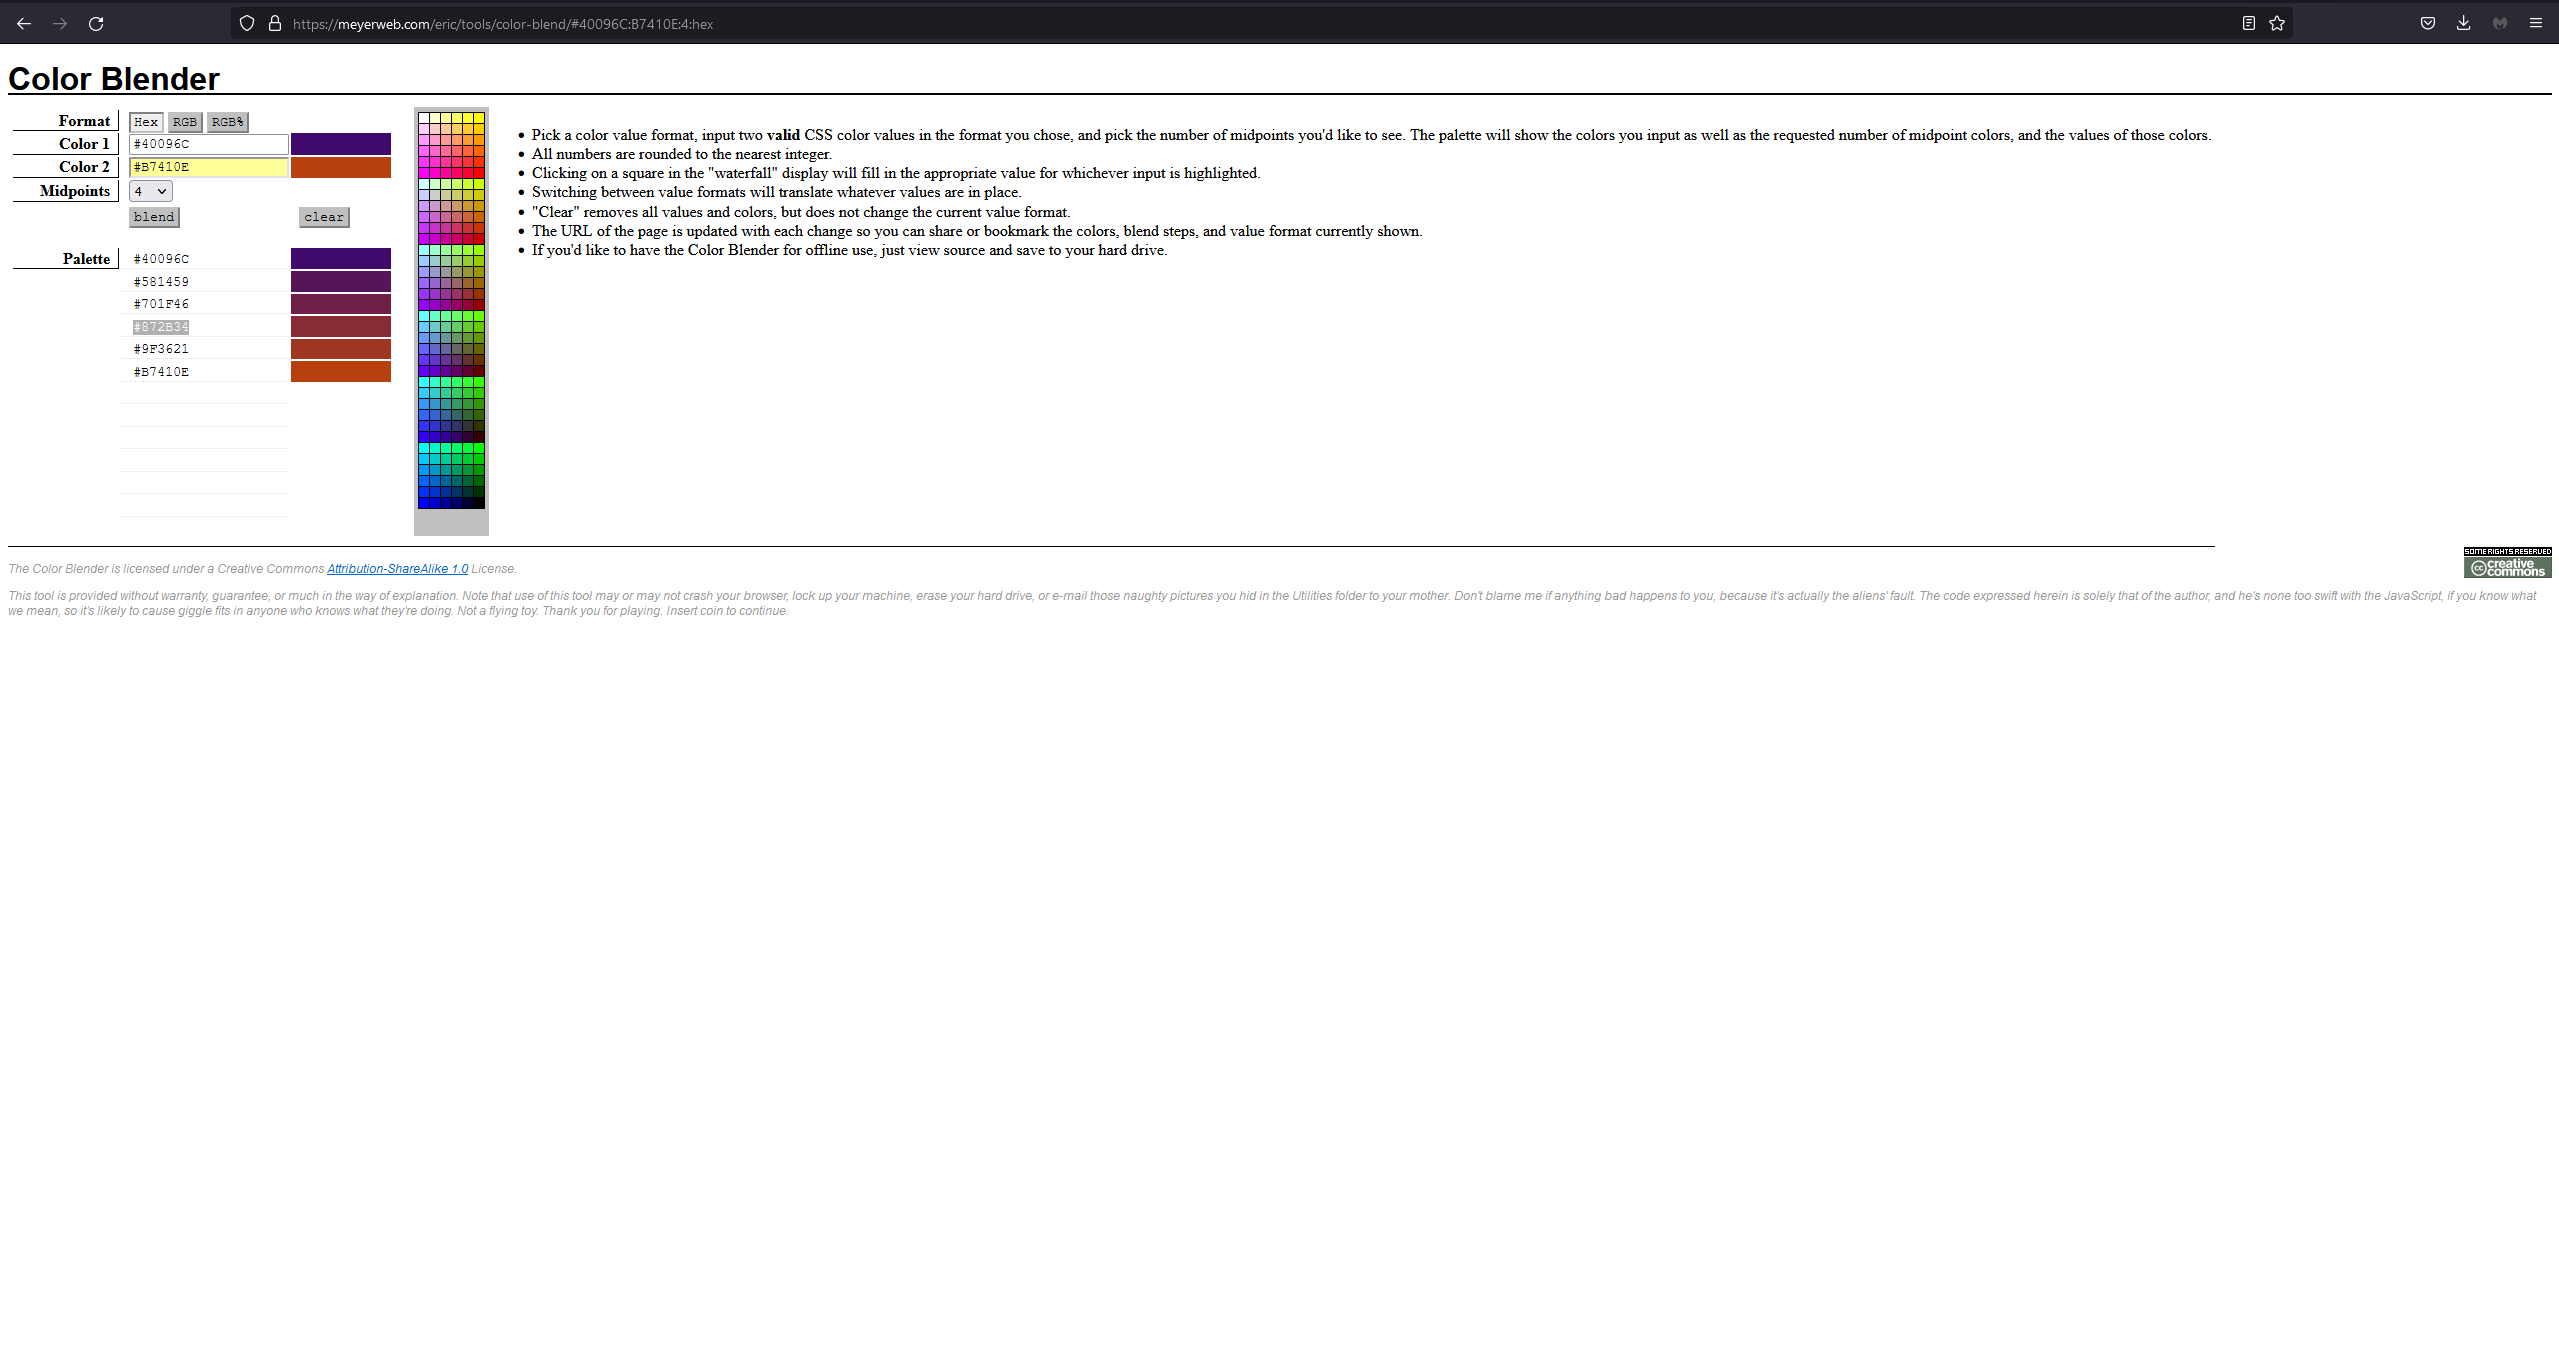 https://meyerweb.com/eric/tools/color-blend/#40096C:B7410E:4:hex
Color Blender
Format Hex RGB RGB%
Color 1 #40096C
Color 2 #B7410E
Midpoints 4
blend clear
Palette #40096C
#581459
#701F46
#872B34
#9F3621
#B7410E
• Pick a color value format, input two valid CSS color values in the format you chose, and pick the number of midpoints you'd like to see. The palette will show the colors you input as well as the requested number of midpoint colors, and the values of those colors.
• All numbers are rounded to the nearest integer.
• Clicking on a square in the "waterfall" display will fill in the appropriate value for whichever input is highlighted.
• Switching between value formats will translate whatever values are in place.
• "Clear" removes all values and colors, but does not change the current value format.
• The URL of the page is updated with each change so you can share or bookmark the colors, blend steps, and value format currently shown.
• If you'd like to have the Color Blender for offline use, just view source and save to your hard drive.
SOME RIGHTS RESERVED
cc creative
commons
The Color Blender is licensed under a Creative Commons Attribution-ShareAlike 1.0 License.
This tool is provided without warranty, guarantee, or much in the way of explanation. Note that use of this tool may or may not crash your browser, lock up your machine, erase your hard drive, or e-mail those naughty pictures you hid in the Utilities folder to your mother. Don't blame me if anything bad happens to you, because it's actually the aliens' fault. The code expressed herein is solely that of the author, and he's none too swift with the JavaScript, if you know what
we mean, so it's likely to cause giggle fits in anyone who knows what they're doing. Not a flying toy. Thank you for playing. Insert coin to continue.